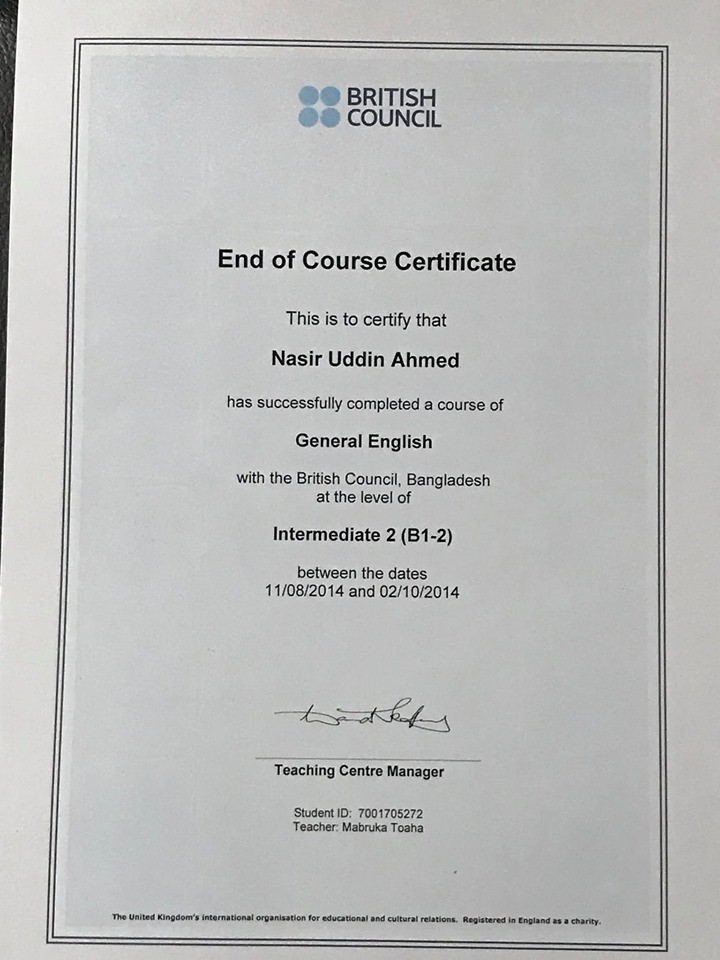 BRITISH
COUNCIL
End of Course Certificate
This is to certify that
Nasir Uddin Ahmed
has successfully completed a course of
General English
with the British Council, Bangladesh
at the level of
Intermediate 2 (B1-2)
between the dates
11/08/2014 and 02/10/2014
Teaching Centre Manager
Student ID: 7001705272
Teacher: Mabruka Toaha
The United Kingdom's international organisation for educational and cultural relations. Registered in England as a charity.